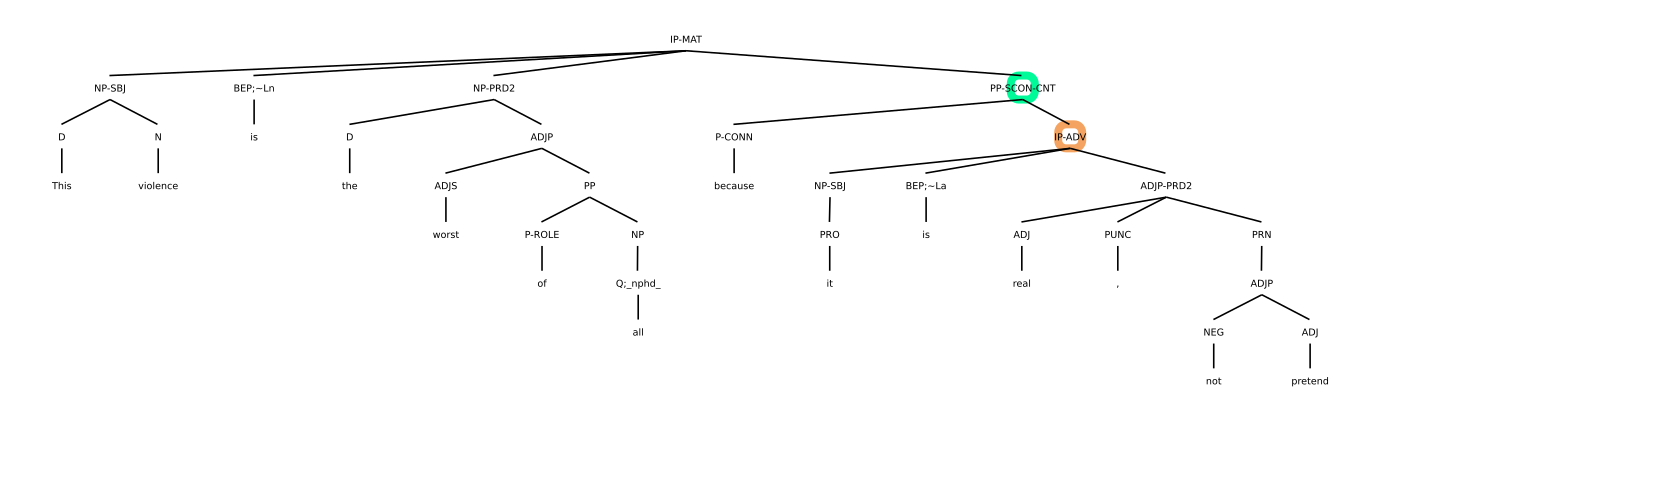 IP-MAT
NP-SBJ BEP;~Ln NP-PRD2 PP-SCON-CNT
D N is D ADJP P-CONN IP-ADV
This violence the ADJS PP because NP-SBJ BEP;~La ADJP-PRD2
worst P-ROLE NP PRO is ADJ PUNC PRN
of Q;_nphd_ it real , ADJP
all NEG ADJ
not pretend